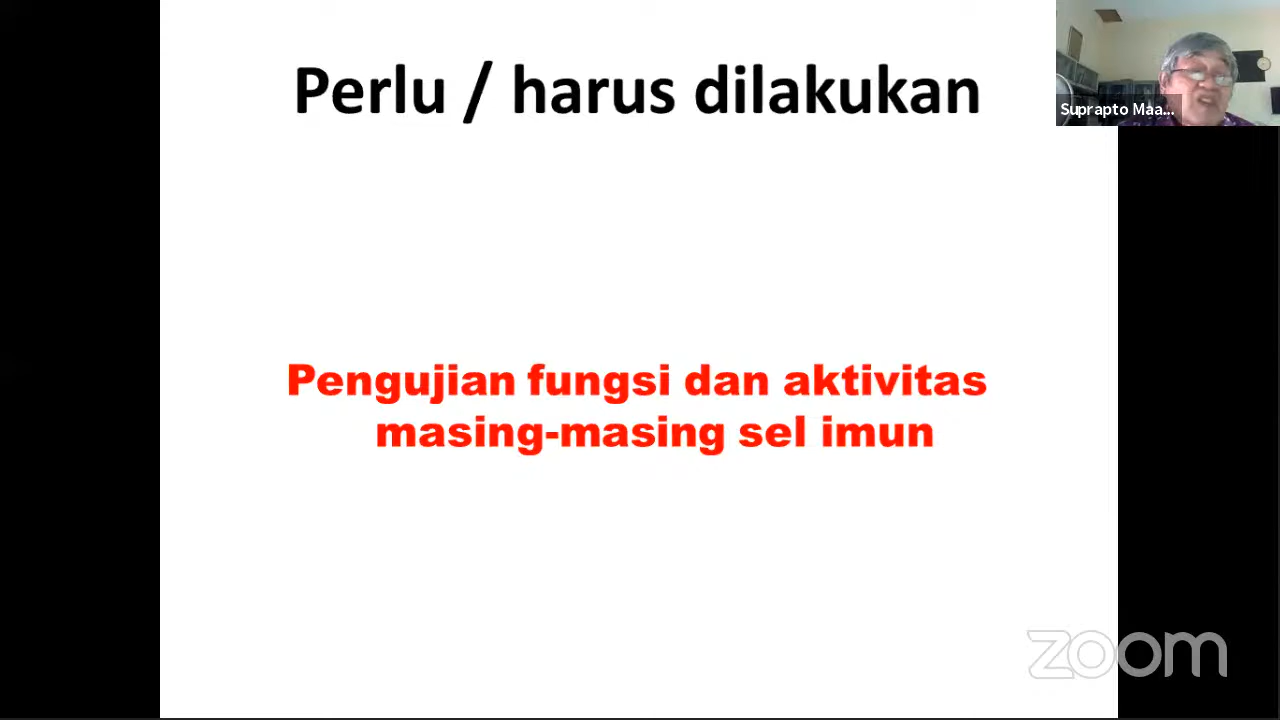 Perlu / harus dilakukan
Suprapto Maa...
Pengujian fungsi dan aktivitas
masing-masing sel imun
zoom